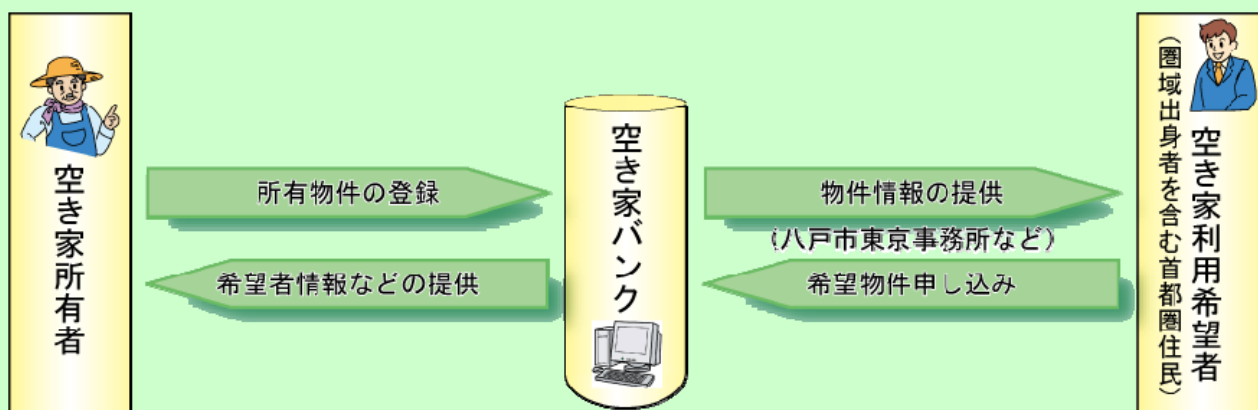 空き家所有者
所有物件の登録
希望者情報などの提供
空き家バンク
物件情報の提供
(八戸市東京事務所など)
希望物件申し込み
空き家利用希望者
(圏域出身者を含む首都圏住民)